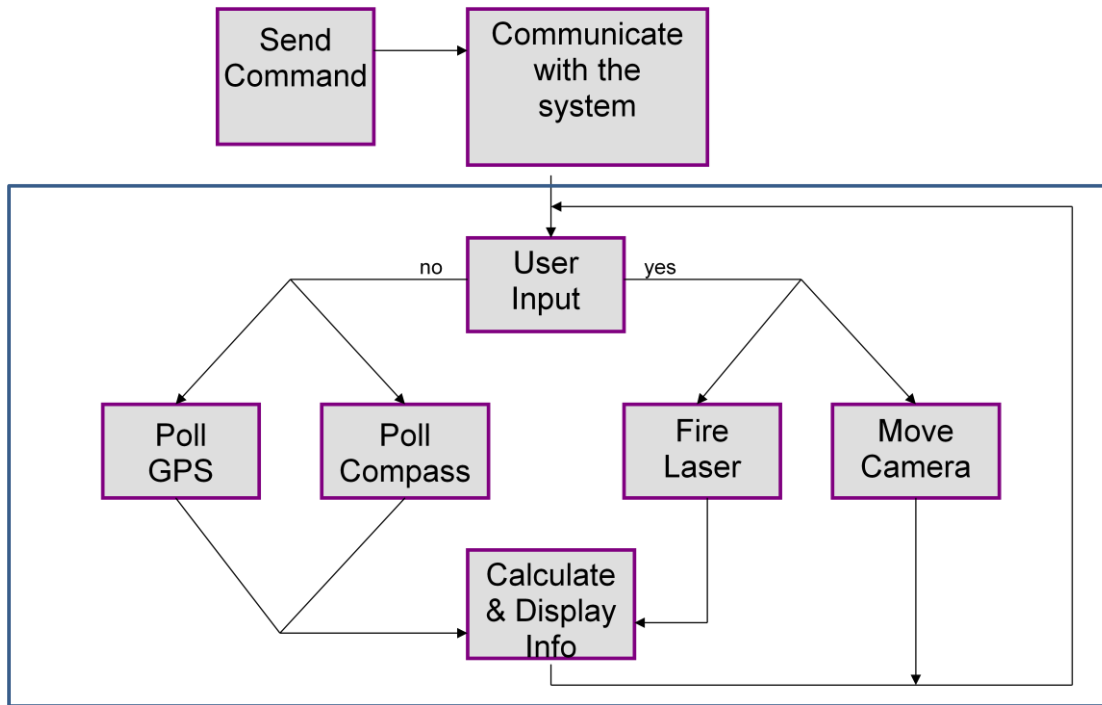 Send
Command
Communicate
with the
system
no
User
Input
yes
Poll
GPS
Poll
Compass
Fire
Laser
Move
Camera
Calculate
& Display
Info